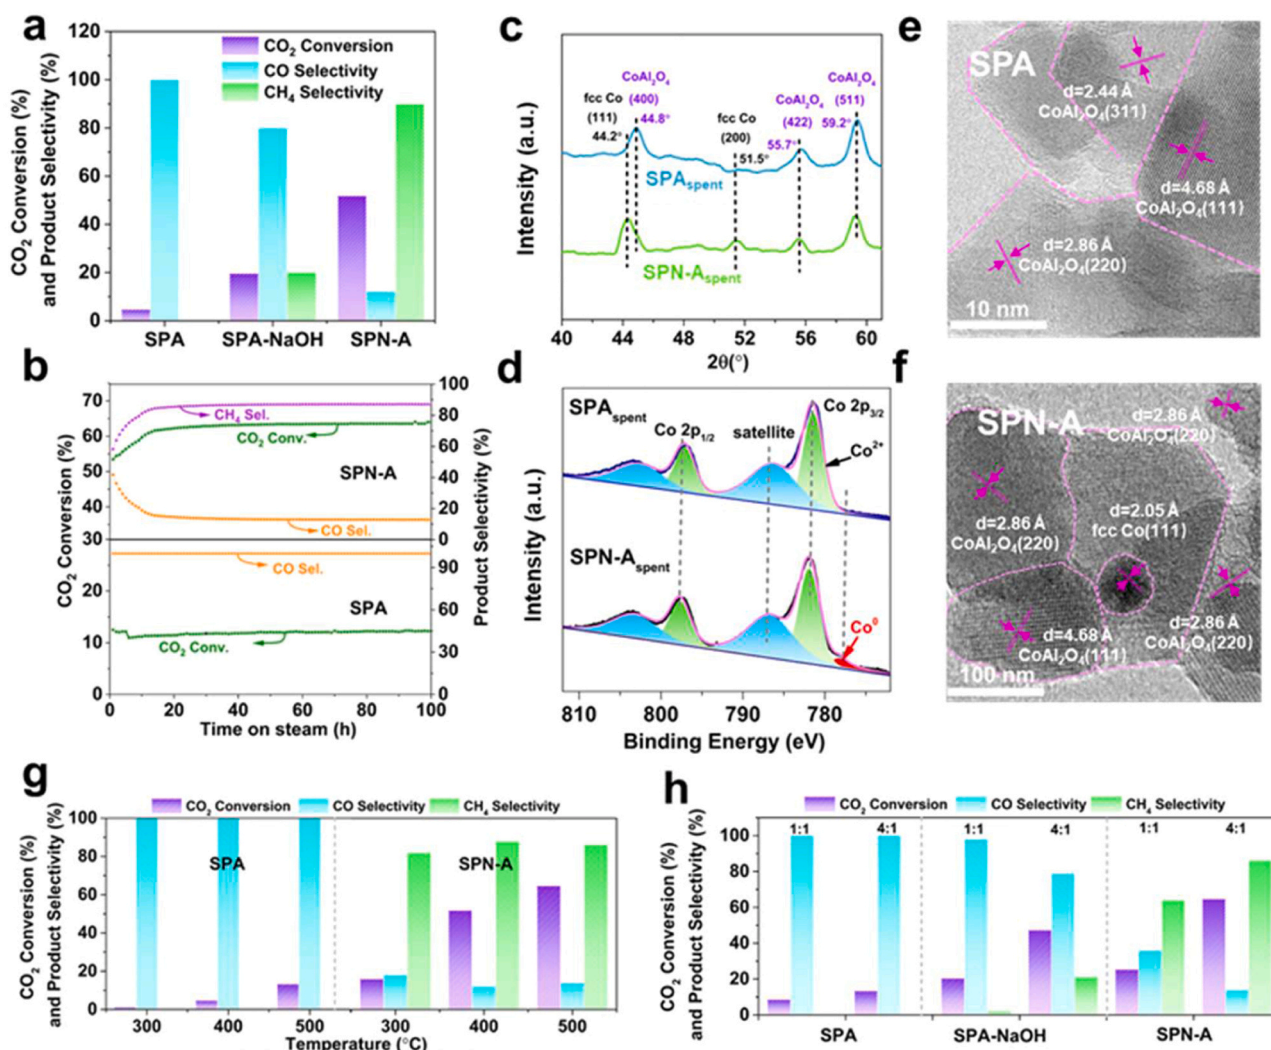 a
120
100
80
60
40
20
0
CO₂ Conversion (%)
and Product Selectivity (%)
CO₂ Conversion
CO Selectivity
CH₄ Selectivity
SPA
SPA-NaOH
SPN-A
b
70
60
50
40
30
20
10
0
CO₂ Conversion (%)
100
80
60
40
20
0
90
60
30
0
Product Selectivity (%)
CH₄ Sel.
CO₂ Conv.
SPN-A
CO Sel.
CO Sel.
SPA
CO₂ Conv.
0
20
40
60
80
100
Time on steam (h)
c
Intensity (a.u.)
fcc Co
(111)
44.2°
CoAl₂O₄
(400)
44.8°
fcc Co
(200)
51.5°
CoAl₂O₄
(422)
55.7°
CoAl₂O₄
(511)
59.2°
SPAspent
SPN-Aspent
40
44
48
52
56
60
2θ(°)
d
Intensity (a.u.)
SPAspent
Co 2p1/2
satellite
Co 2p3/2
Co²⁺
SPN-Aspent
Co⁰
810
800
790
780
Binding Energy (eV)
e
SPA
d=2.44 Å
CoAl₂O₄(311)
d=4.68 Å
CoAl₂O₄(111)
d=2.86 Å
CoAl₂O₄(220)
10 nm
f
SPN-A
d=2.86 Å
CoAl₂O₄(220)
d=2.05 Å
fcc Co(111)
d=2.86 Å
CoAl₂O₄(220)
d=4.68 Å
CoAl₂O₄(111)
d=2.86 Å
CoAl₂O₄(220)
100 nm
g
CO₂ Conversion
CO Selectivity
CH₄ Selectivity
CO₂ Conversion (%)
and Product Selectivity (%)
100
80
60
40
20
0
SPA
SPN-A
300
400
500
300
400
500
Temperature (°C)
h
CO₂ Conversion
CO Selectivity
CH₄ Selectivity
CO₂ Conversion (%)
and Product Selectivity (%)
100
80
60
40
20
0
1:1
4:1
1:1
4:1
1:1
4:1
SPA
SPA-NaOH
SPN-A